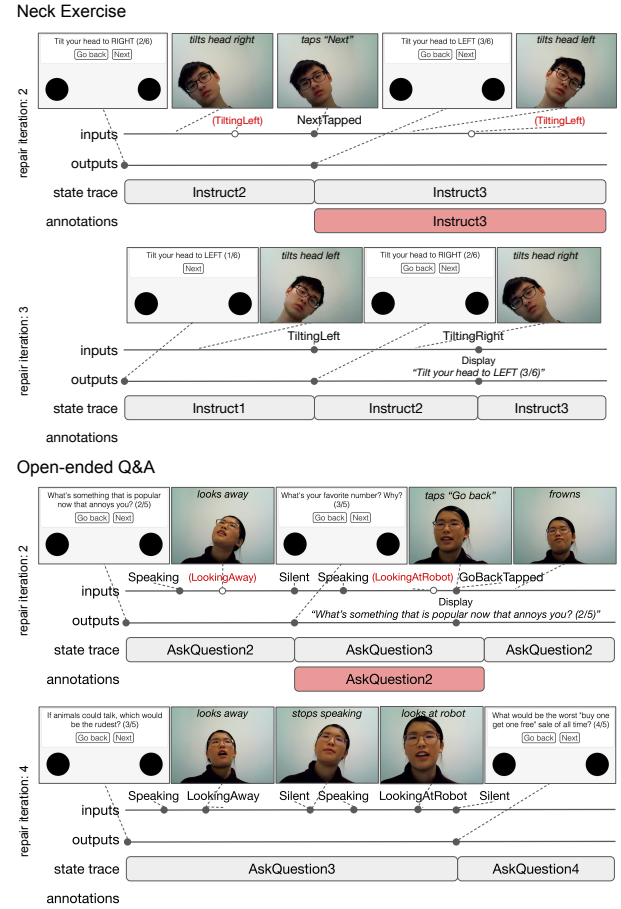 Neck Exercise
repair iteration: 2
Tilt your head to RIGHT (2/6)
Go back Next
tilts head right
taps “Next”
Tilt your head to LEFT (3/6)
Go back Next
tilts head left
(TiltingLeft) NextTapped (TiltingLeft)
inputs
outputs
state trace Instruct2 Instruct3
annotations Instruct3
repair iteration: 3
Tilt your head to LEFT (1/6)
Next
tilts head left
Tilt your head to RIGHT (2/6)
Go back Next
tilts head right
TiltingLeft TiltingRight
inputs
Display
“Tilt your head to LEFT (3/6)”
outputs
state trace Instruct1 Instruct2 Instruct3
annotations
Open-ended Q&A
repair iteration: 2
What's something that is popular
now that annoys you? (2/5)
Go back Next
looks away
What's your favorite number? Why?
(3/5)
Go back Next
taps “Go back”
frowns
Speaking (LookingAway) Silent Speaking (LookingAtRobot) GoBackTapped
inputs
Display
“What's something that is popular now that annoys you? (2/5)”
outputs
state trace AskQuestion2 AskQuestion3 AskQuestion2
annotations AskQuestion2
repair iteration: 4
If animals could talk, which would
be the rudest? (3/5)
Go back Next
looks away
stops speaking
looks at robot
What would be the worst "buy one
get one free" sale of all time? (4/5)
Go back Next
Speaking LookingAway Silent Speaking LookingAtRobot Silent
inputs
outputs
state trace AskQuestion3 AskQuestion4
annotations